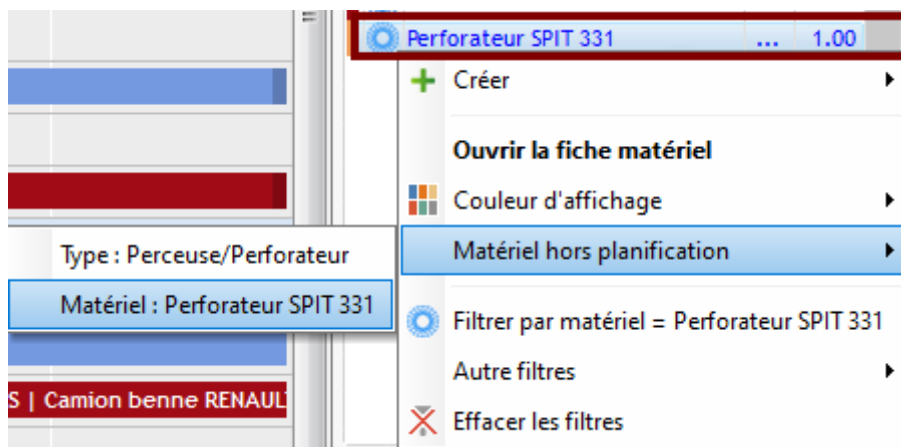 Perforateur SPIT 331 ... 1.00
Créer
Ouvrir la fiche matériel
Couleur d'affichage
Matériel hors planification
Type : Perceuse/Perforateur
Matériel : Perforateur SPIT 331
Filtrer par matériel = Perforateur SPIT 331
Autre filtres
Effacer les filtres
S | Camion benne RENAUL